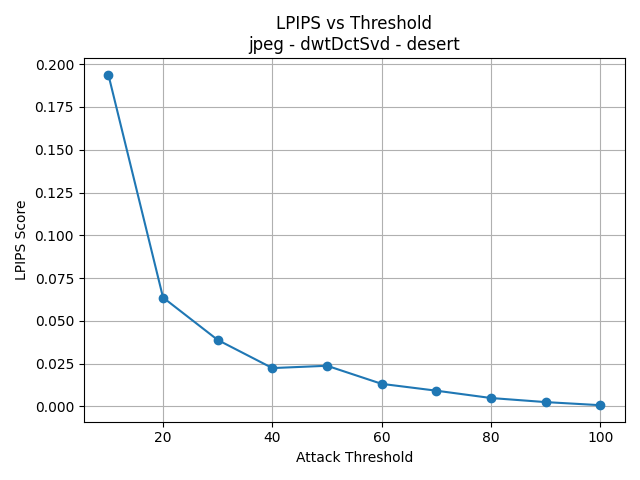 LPIPS vs Threshold
jpeg - dwtDctSvd - desert
LPIPS Score
0.200
0.175
0.150
0.125
0.100
0.075
0.050
0.025
0.000
20 40 60 80 100
Attack Threshold